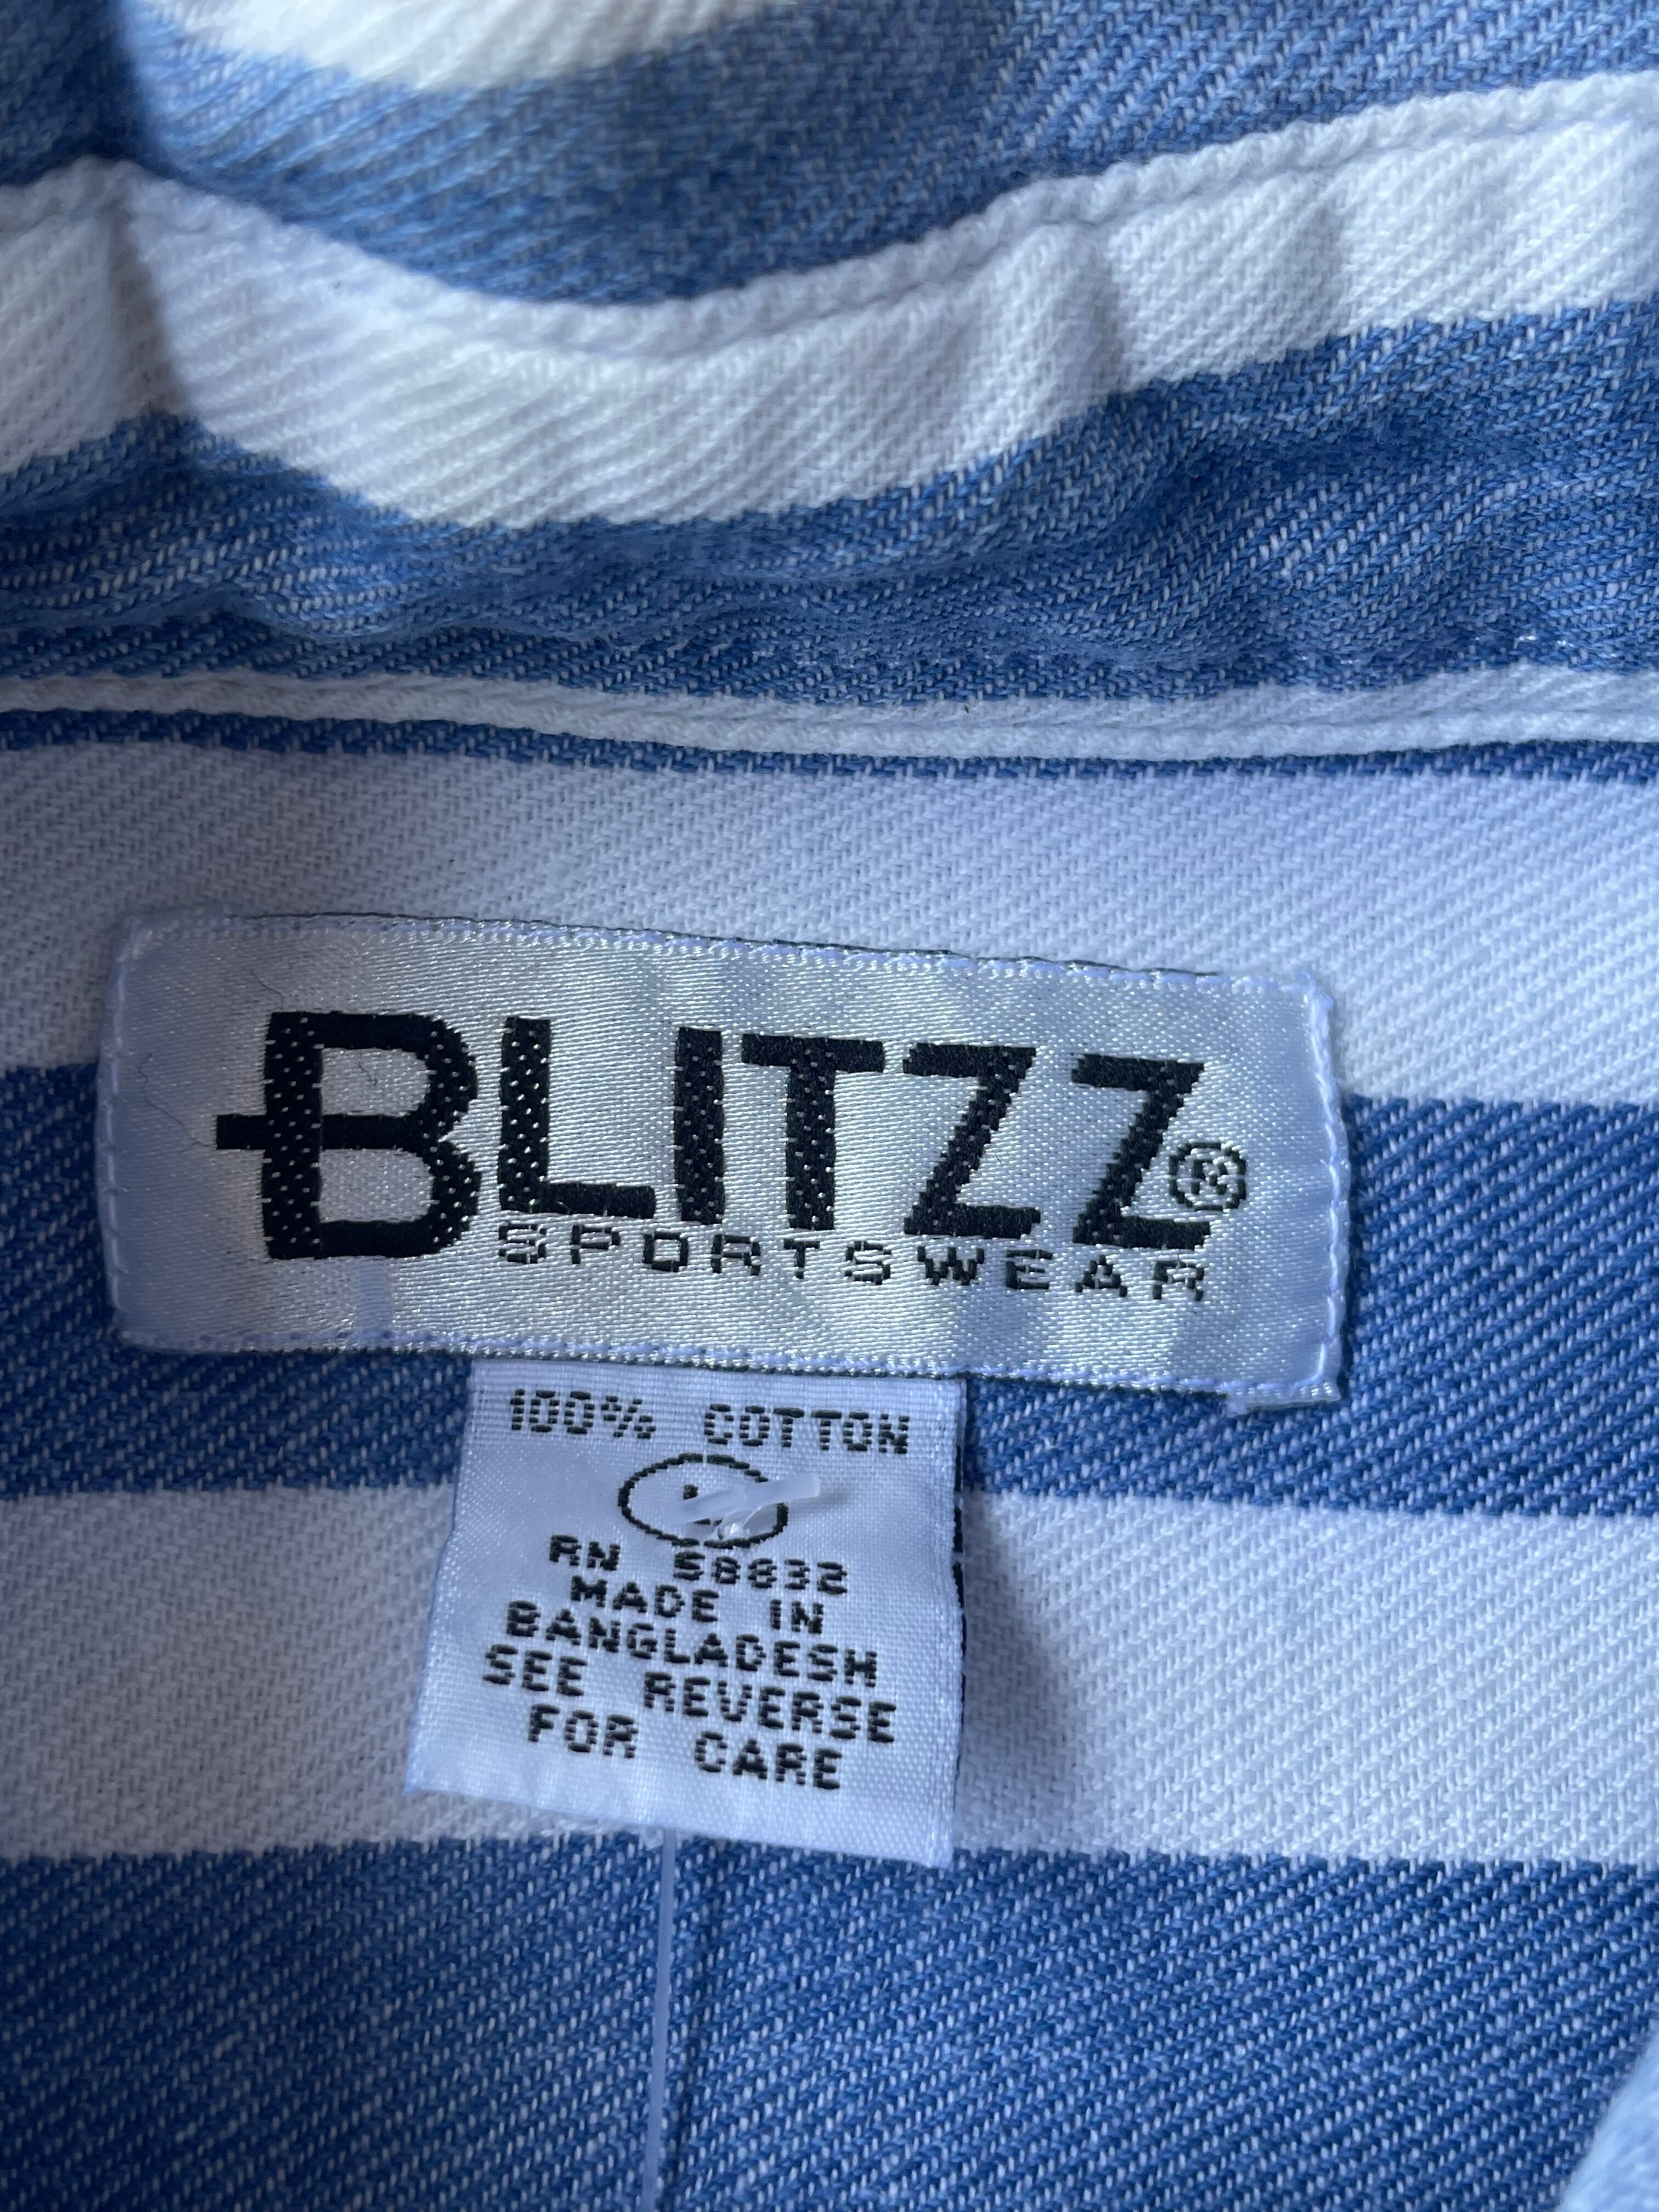 BLITZZ®
SPORTSWEAR
100% COTTON
L
RN 58832
MADE IN
BANGLADESH
SEE REVERSE
FOR CARE